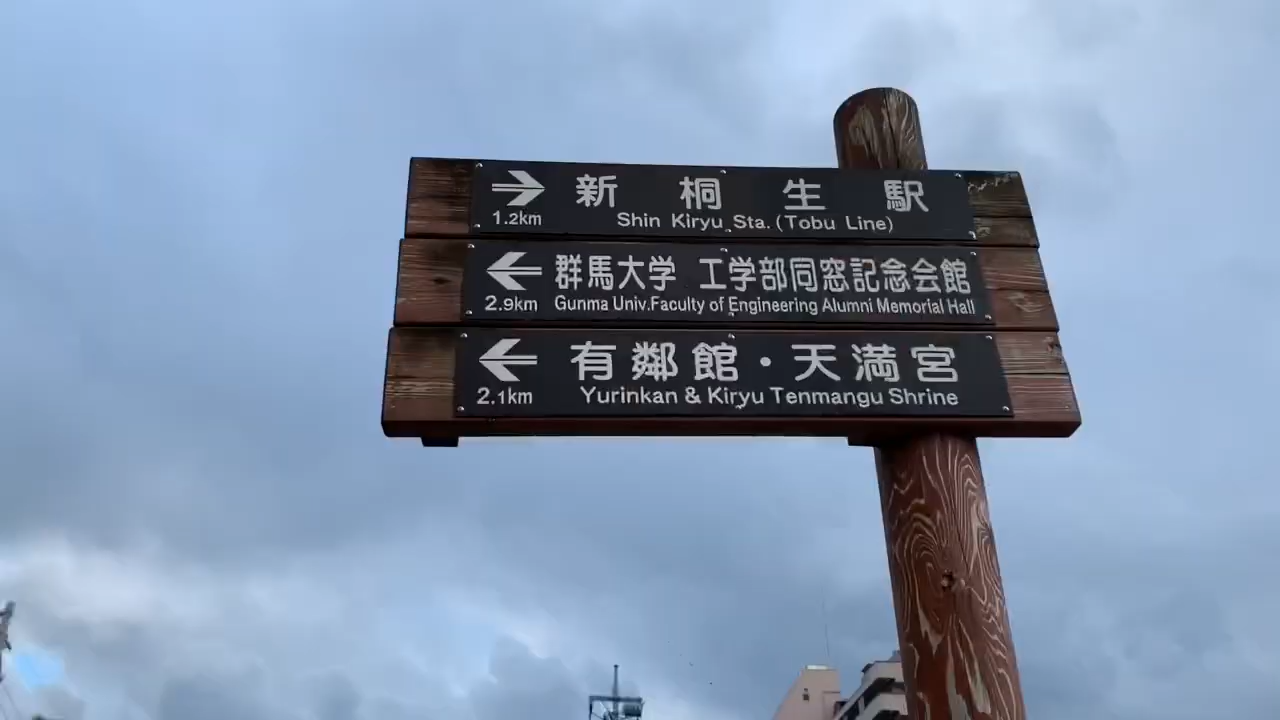 新桐生駅
1.2km Shin Kiryu Sta. (Tobu Line)
群馬大学 工学部同窓記念会館
2.9km Gunma Univ.Faculty of Engineering Alumni Memorial Hall
有鄰館・天満宮
2.1km Yurinkan & Kiryu Tenmangu Shrine